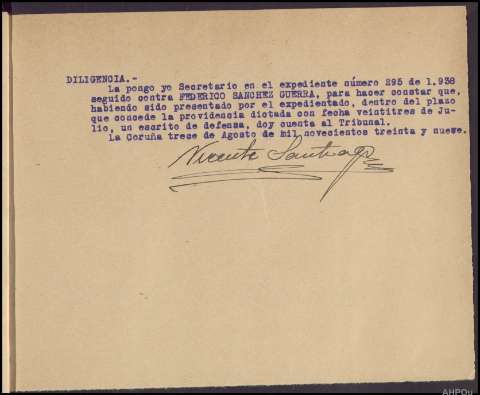 DILIGENCIA.-
La pongo yo Secretario en el expediente número 295 de 1.938
seguido contra FEDERICO SANCHEZ GUERRA, para hacer constar que,
habiendo sido presentado por el expedientado, dentro del plazo
que concede la providencia dictada con fecha veintitres de Ju-
lio, un escrito de defensa, doy cuenta al Tribunal.
La Coruña trece de Agosto de mil novecientos treinta y nueve.
Vicente Santiago
AHPOu